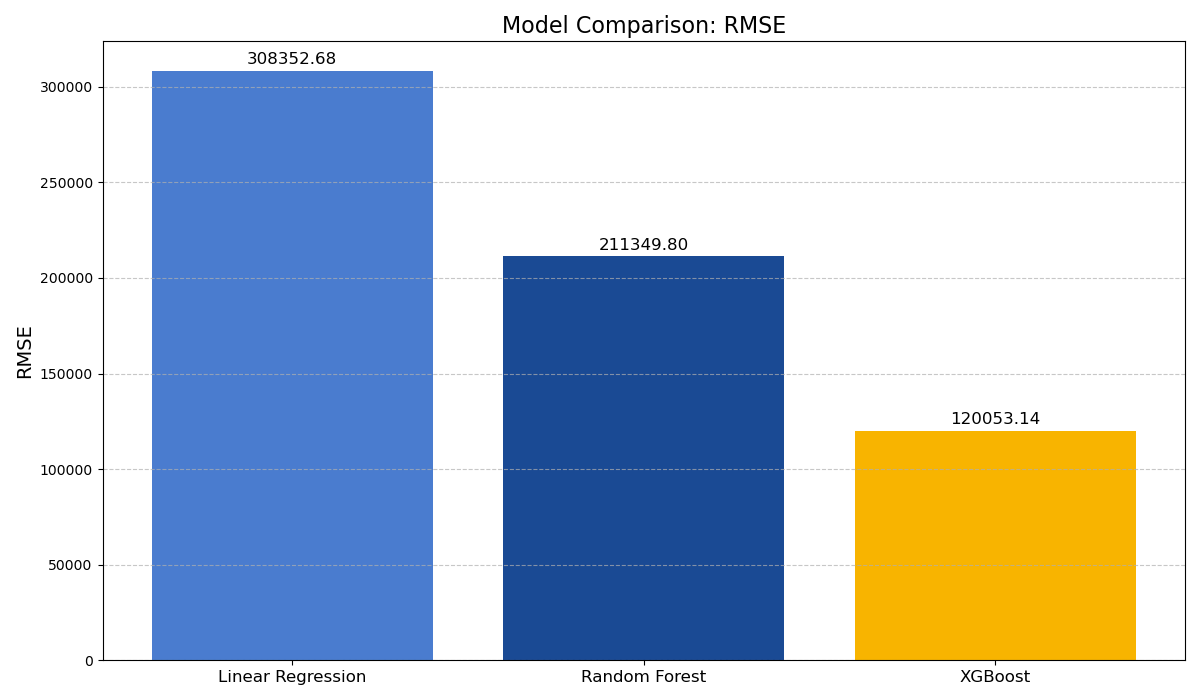 Model Comparison: RMSE
308352.68
211349.80
120053.14
300000
250000
200000
150000
100000
50000
0
RMSE
Linear Regression
Random Forest
XGBoost